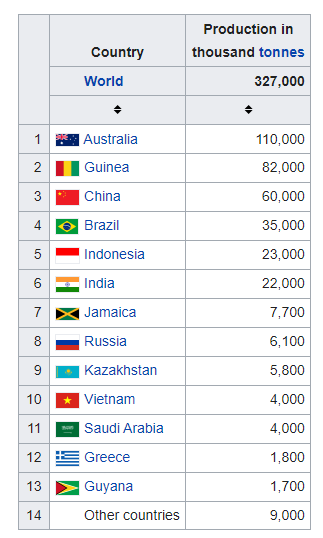 Country Production in
thousand tonnes
World 327,000
1 Australia 110,000
2 Guinea 82,000
3 China 60,000
4 Brazil 35,000
5 Indonesia 23,000
6 India 22,000
7 Jamaica 7,700
8 Russia 6,100
9 Kazakhstan 5,800
10 Vietnam 4,000
11 Saudi Arabia 4,000
12 Greece 1,800
13 Guyana 1,700
14 Other countries 9,000